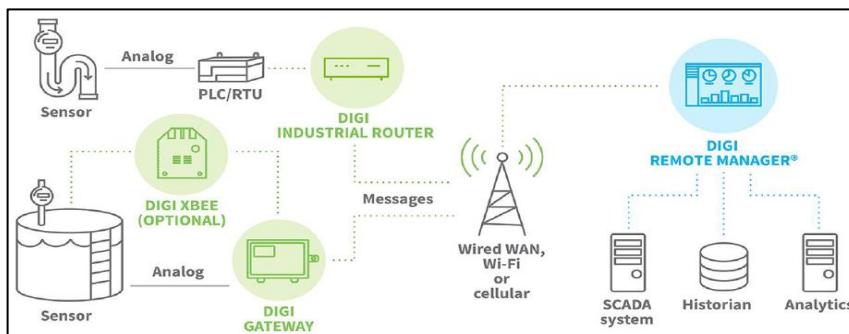 Analog
Sensor
PLC/RTU
DIGI
INDUSTRIAL ROUTER
DIGI
REMOTE MANAGER®
DIGI XBEE
(OPTIONAL)
Messages
Analog
Sensor
DIGI
GATEWAY
Wired WAN,
Wi-Fi
or
cellular
SCADA
system
Historian
Analytics